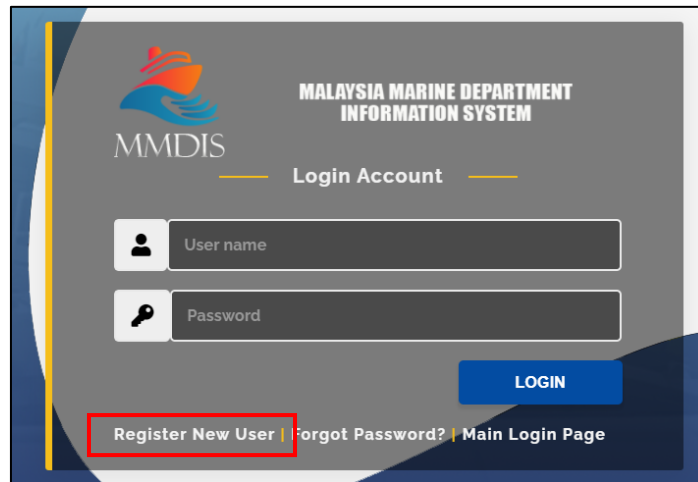 MMDIS
MALAYSIA MARINE DEPARTMENT
INFORMATION SYSTEM
Login Account
User name
Password
LOGIN
Register New User | Forgot Password? | Main Login Page